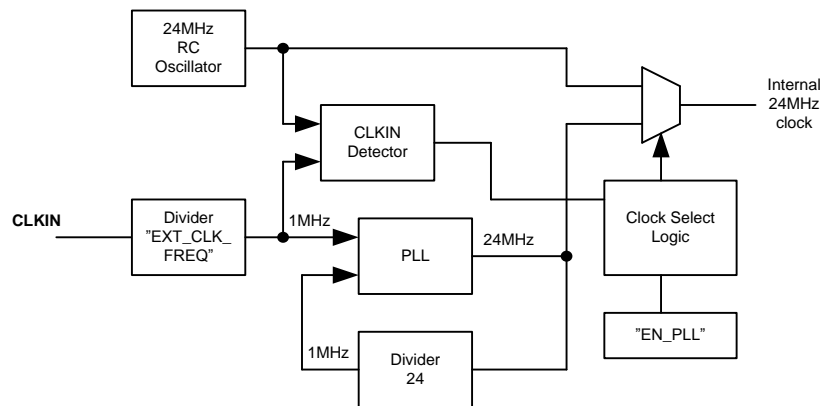 24MHz
RC
Oscillator
Internal
24MHz
clock
CLKIN
Detector
CLKIN
Divider
"EXT_CLK_
FREQ"
1MHz
PLL
24MHz
Clock Select
Logic
1MHz
Divider
24
"EN_PLL"